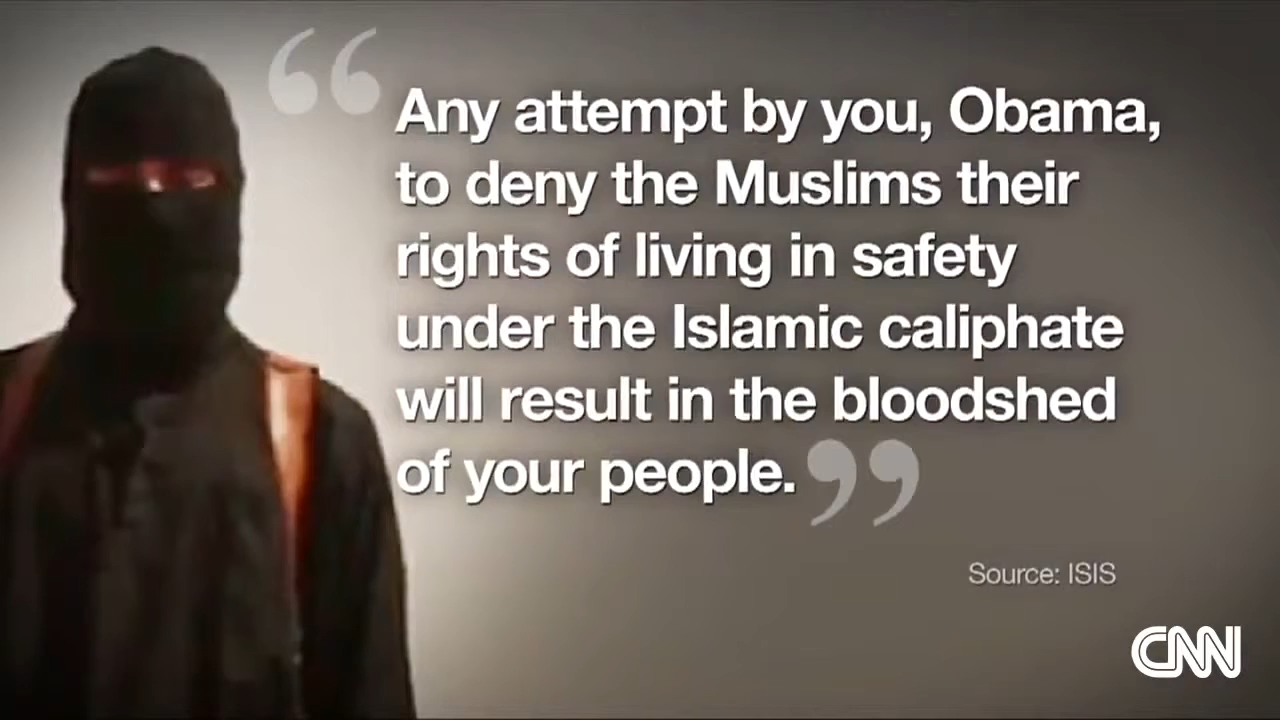 “Any attempt by you, Obama,
to deny the Muslims their
rights of living in safety
under the Islamic caliphate
will result in the bloodshed
of your people.”
Source: ISIS
CNN